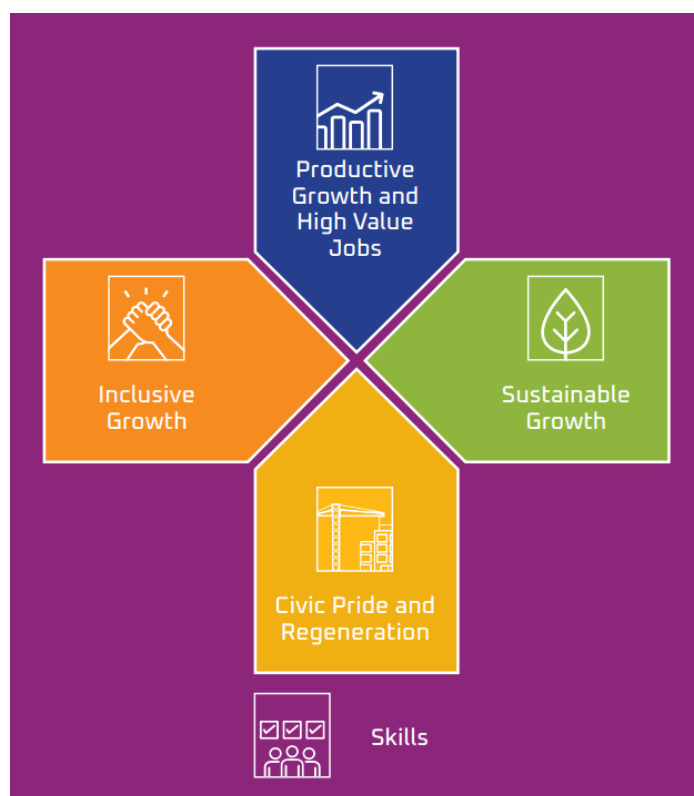 Productive
Growth and
High Value
Jobs
Inclusive
Growth
Sustainable
Growth
Civic Pride and
Regeneration
Skills